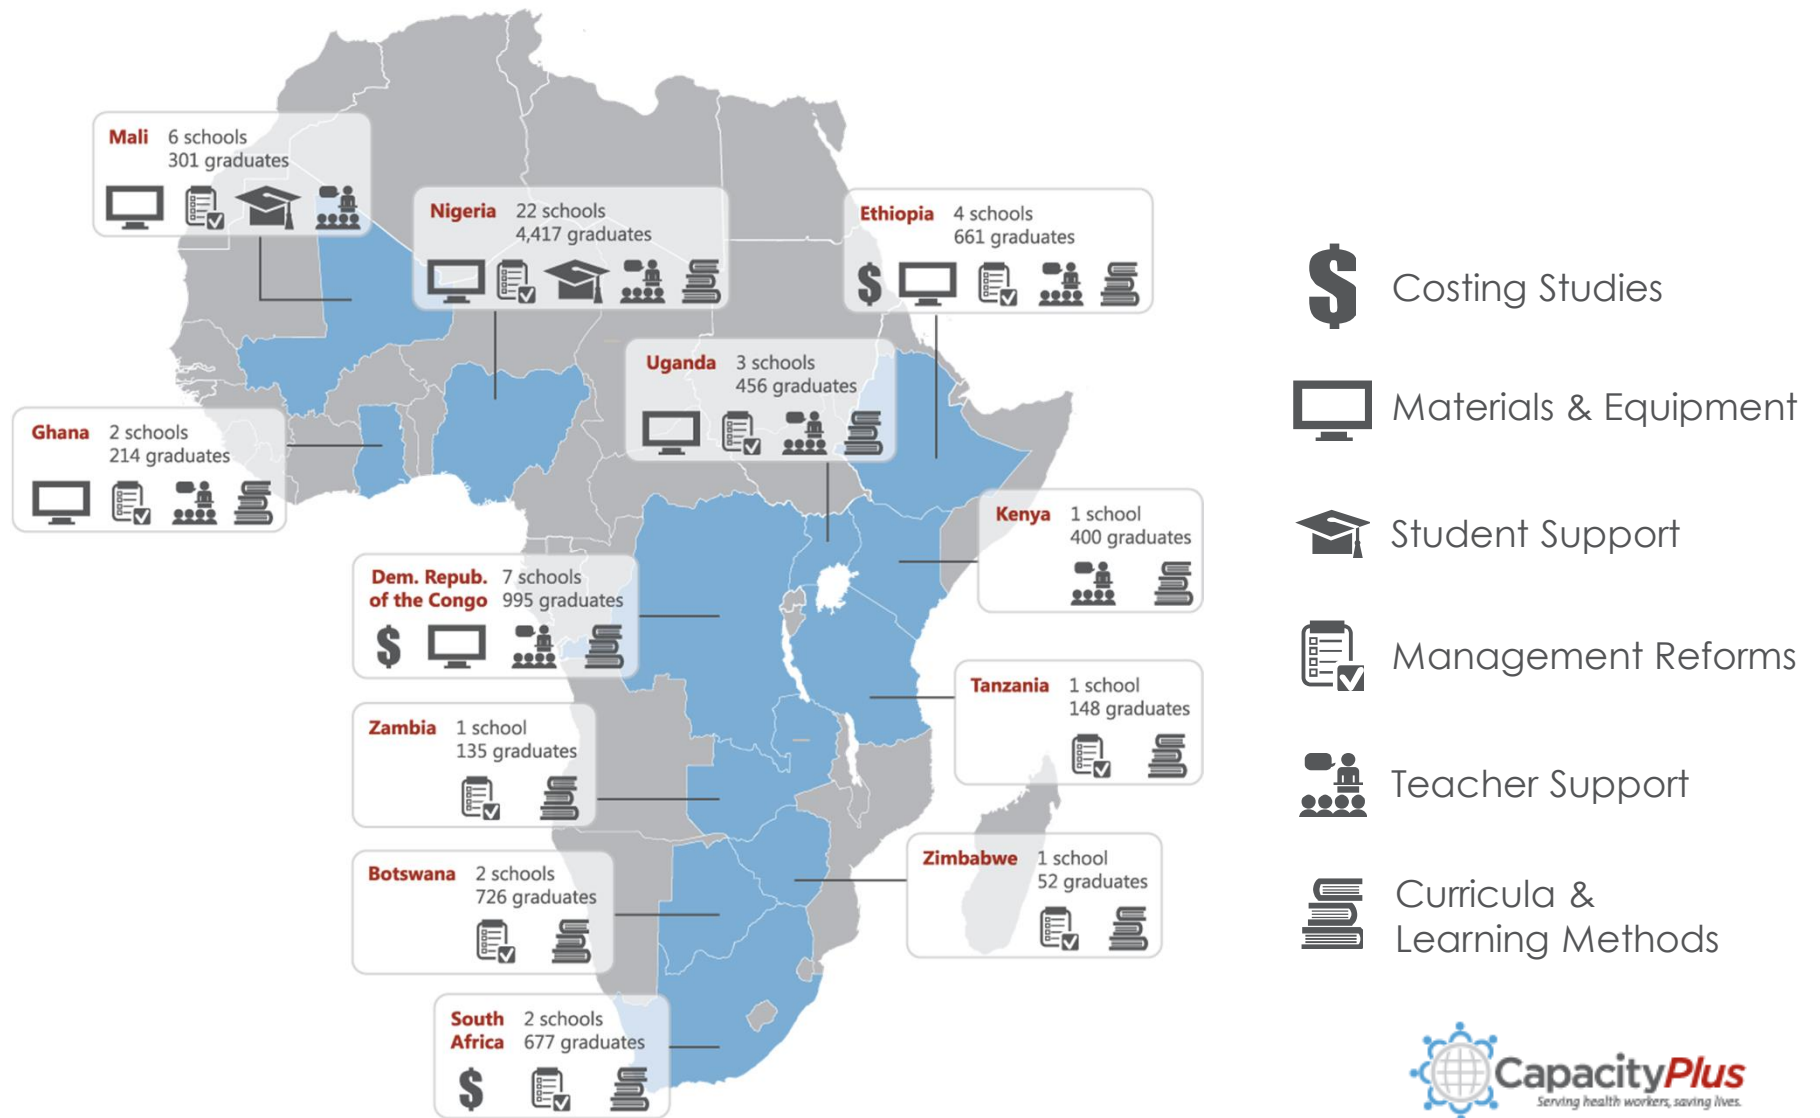 Mali 6 schools
301 graduates
Nigeria 22 schools
4,417 graduates
Ethiopia 4 schools
661 graduates
Uganda 3 schools
456 graduates
Ghana 2 schools
214 graduates
Kenya 1 school
400 graduates
Dem. Repub. 7 schools
of the Congo 995 graduates
Tanzania 1 school
148 graduates
Zambia 1 school
135 graduates
Zimbabwe 1 school
52 graduates
Botswana 2 schools
726 graduates
South 2 schools
Africa 677 graduates
$ Costing Studies
Materials & Equipment
Student Support
Management Reforms
Teacher Support
Curricula &
Learning Methods
CapacityPlus
Serving health workers, saving lives.